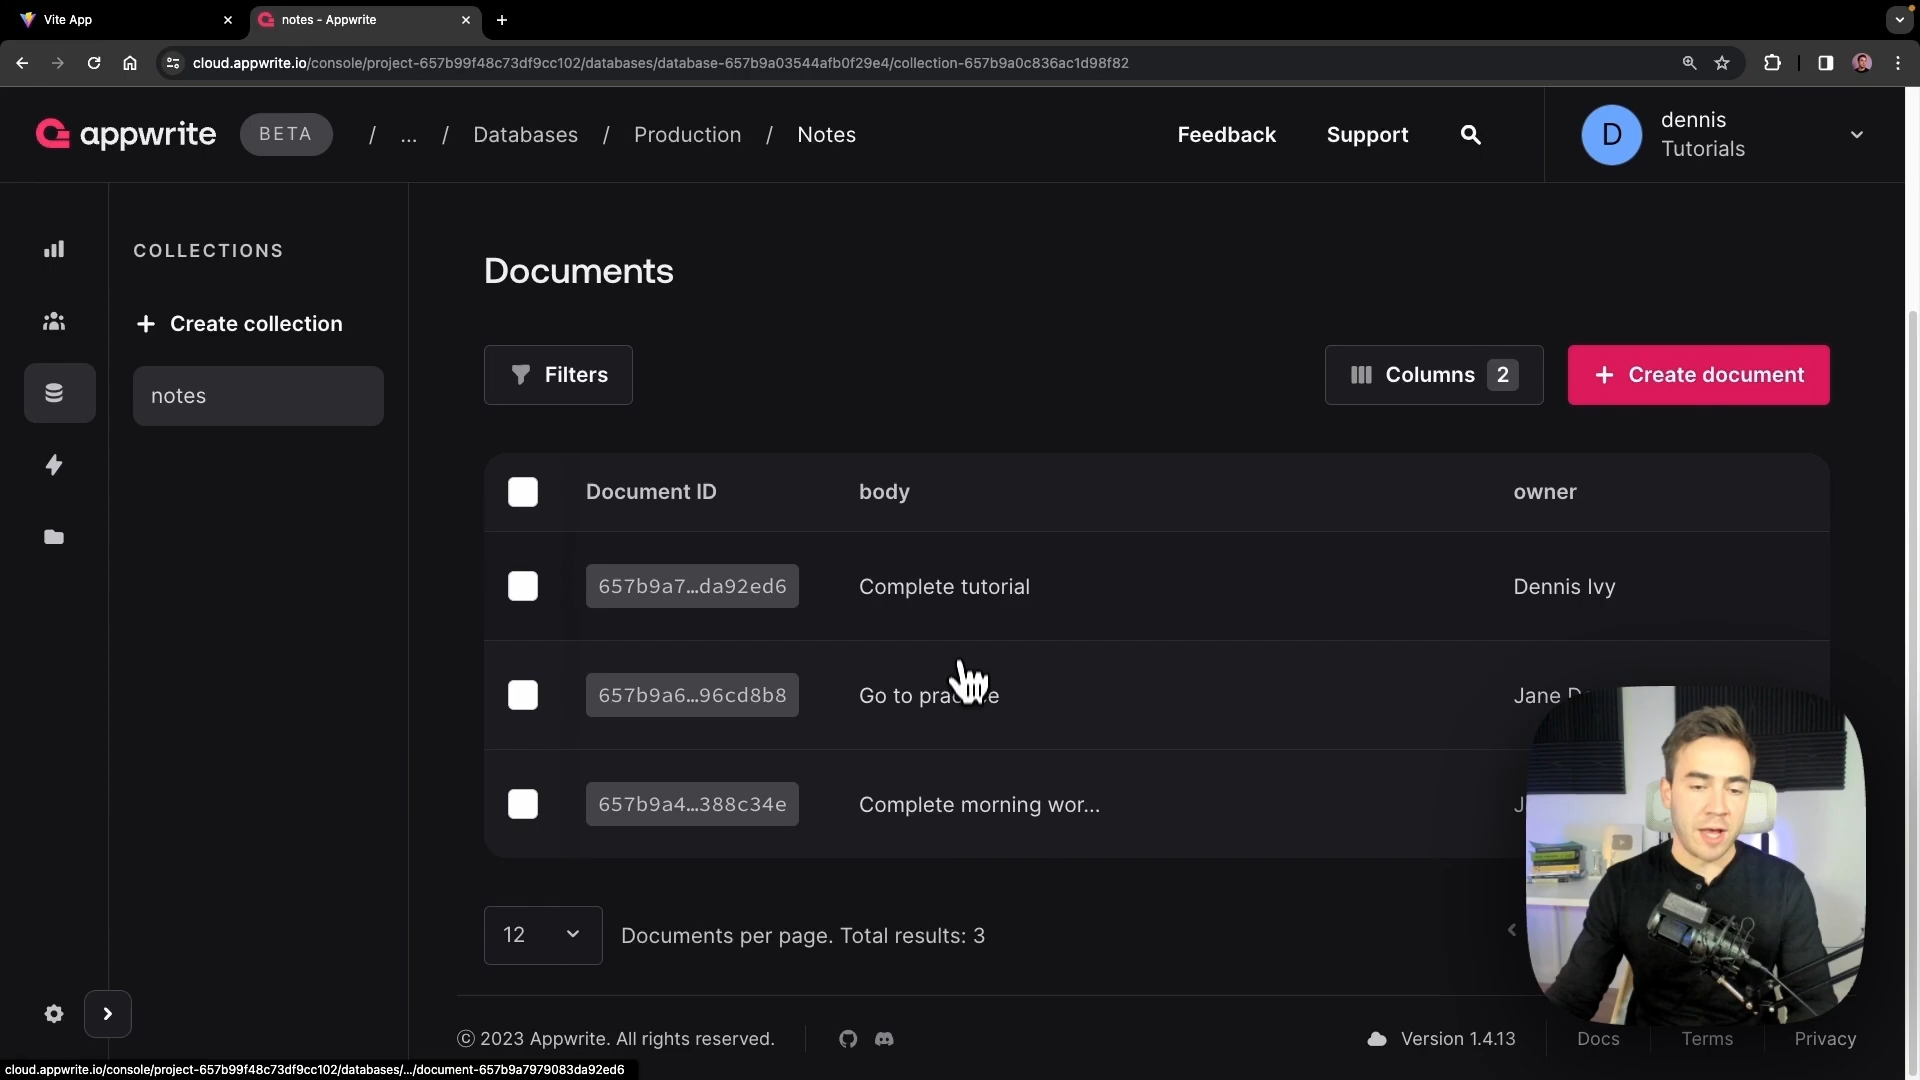 Vite App
notes - Appwrite
cloud.appwrite.io/console/project-657b99f48c73df9cc102/databases/database-657b9a03544afb0f29e4/collection-657b9a0c836ac1d98f82
appwrite
BETA
/ ... / Databases / Production / Notes
Feedback
Support
D
dennis
Tutorials
COLLECTIONS
+ Create collection
notes
Documents
Filters
Columns 2
+ Create document
Document ID body owner
657b9a7...da92ed6 Complete tutorial Dennis Ivy
657b9a6...96cd8b8 Go to Jane
657b9a4...388c34e Complete morning wor...
12 Documents per page. Total results: 3
© 2023 Appwrite. All rights reserved.
Version 1.4.13
Docs
Terms
Privacy
cloud.appwrite.io/console/project-657b99f48c73df9cc102/databases/.../document-657b9a7979083da92ed6